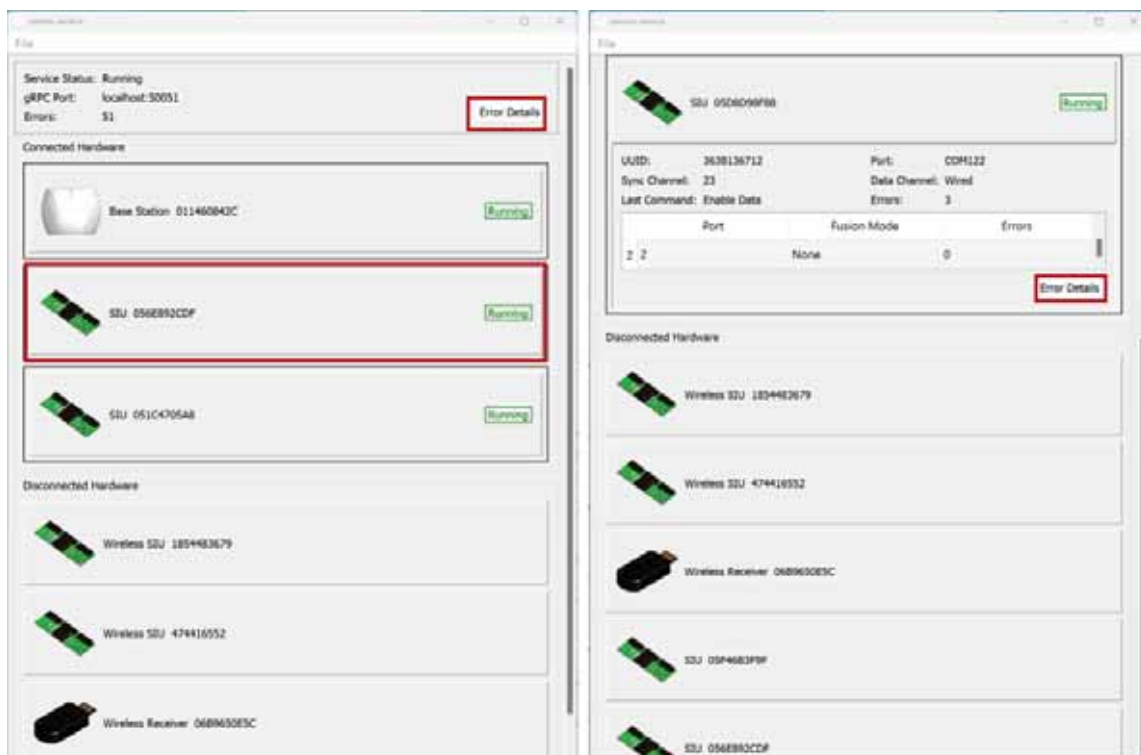 File
Service Status: Running
gRPC Port: localhost:50051
Errors: 51
Error Details
Connected Hardware
Base Station 011460842C
Running
SIU 056E892CDF
Running
SIU 051C4705A8
Running
Disconnected Hardware
Wireless SIU 1854483679
Wireless SIU 474416552
Wireless Receiver 06B9650E5C
File
SIU
Running
UUID: 3638136712 Port: COM122
Sync Channel: 23 Data Channel: Wired
Last Command: Enable Data Errors: 3
Port Fusion Mode Errors
2 2 None 0
Error Details
Disconnected Hardware
Wireless SIU 1854483679
Wireless SIU 474416552
Wireless Receiver 06B9650E5C
SIU
SIU 056E892CDF